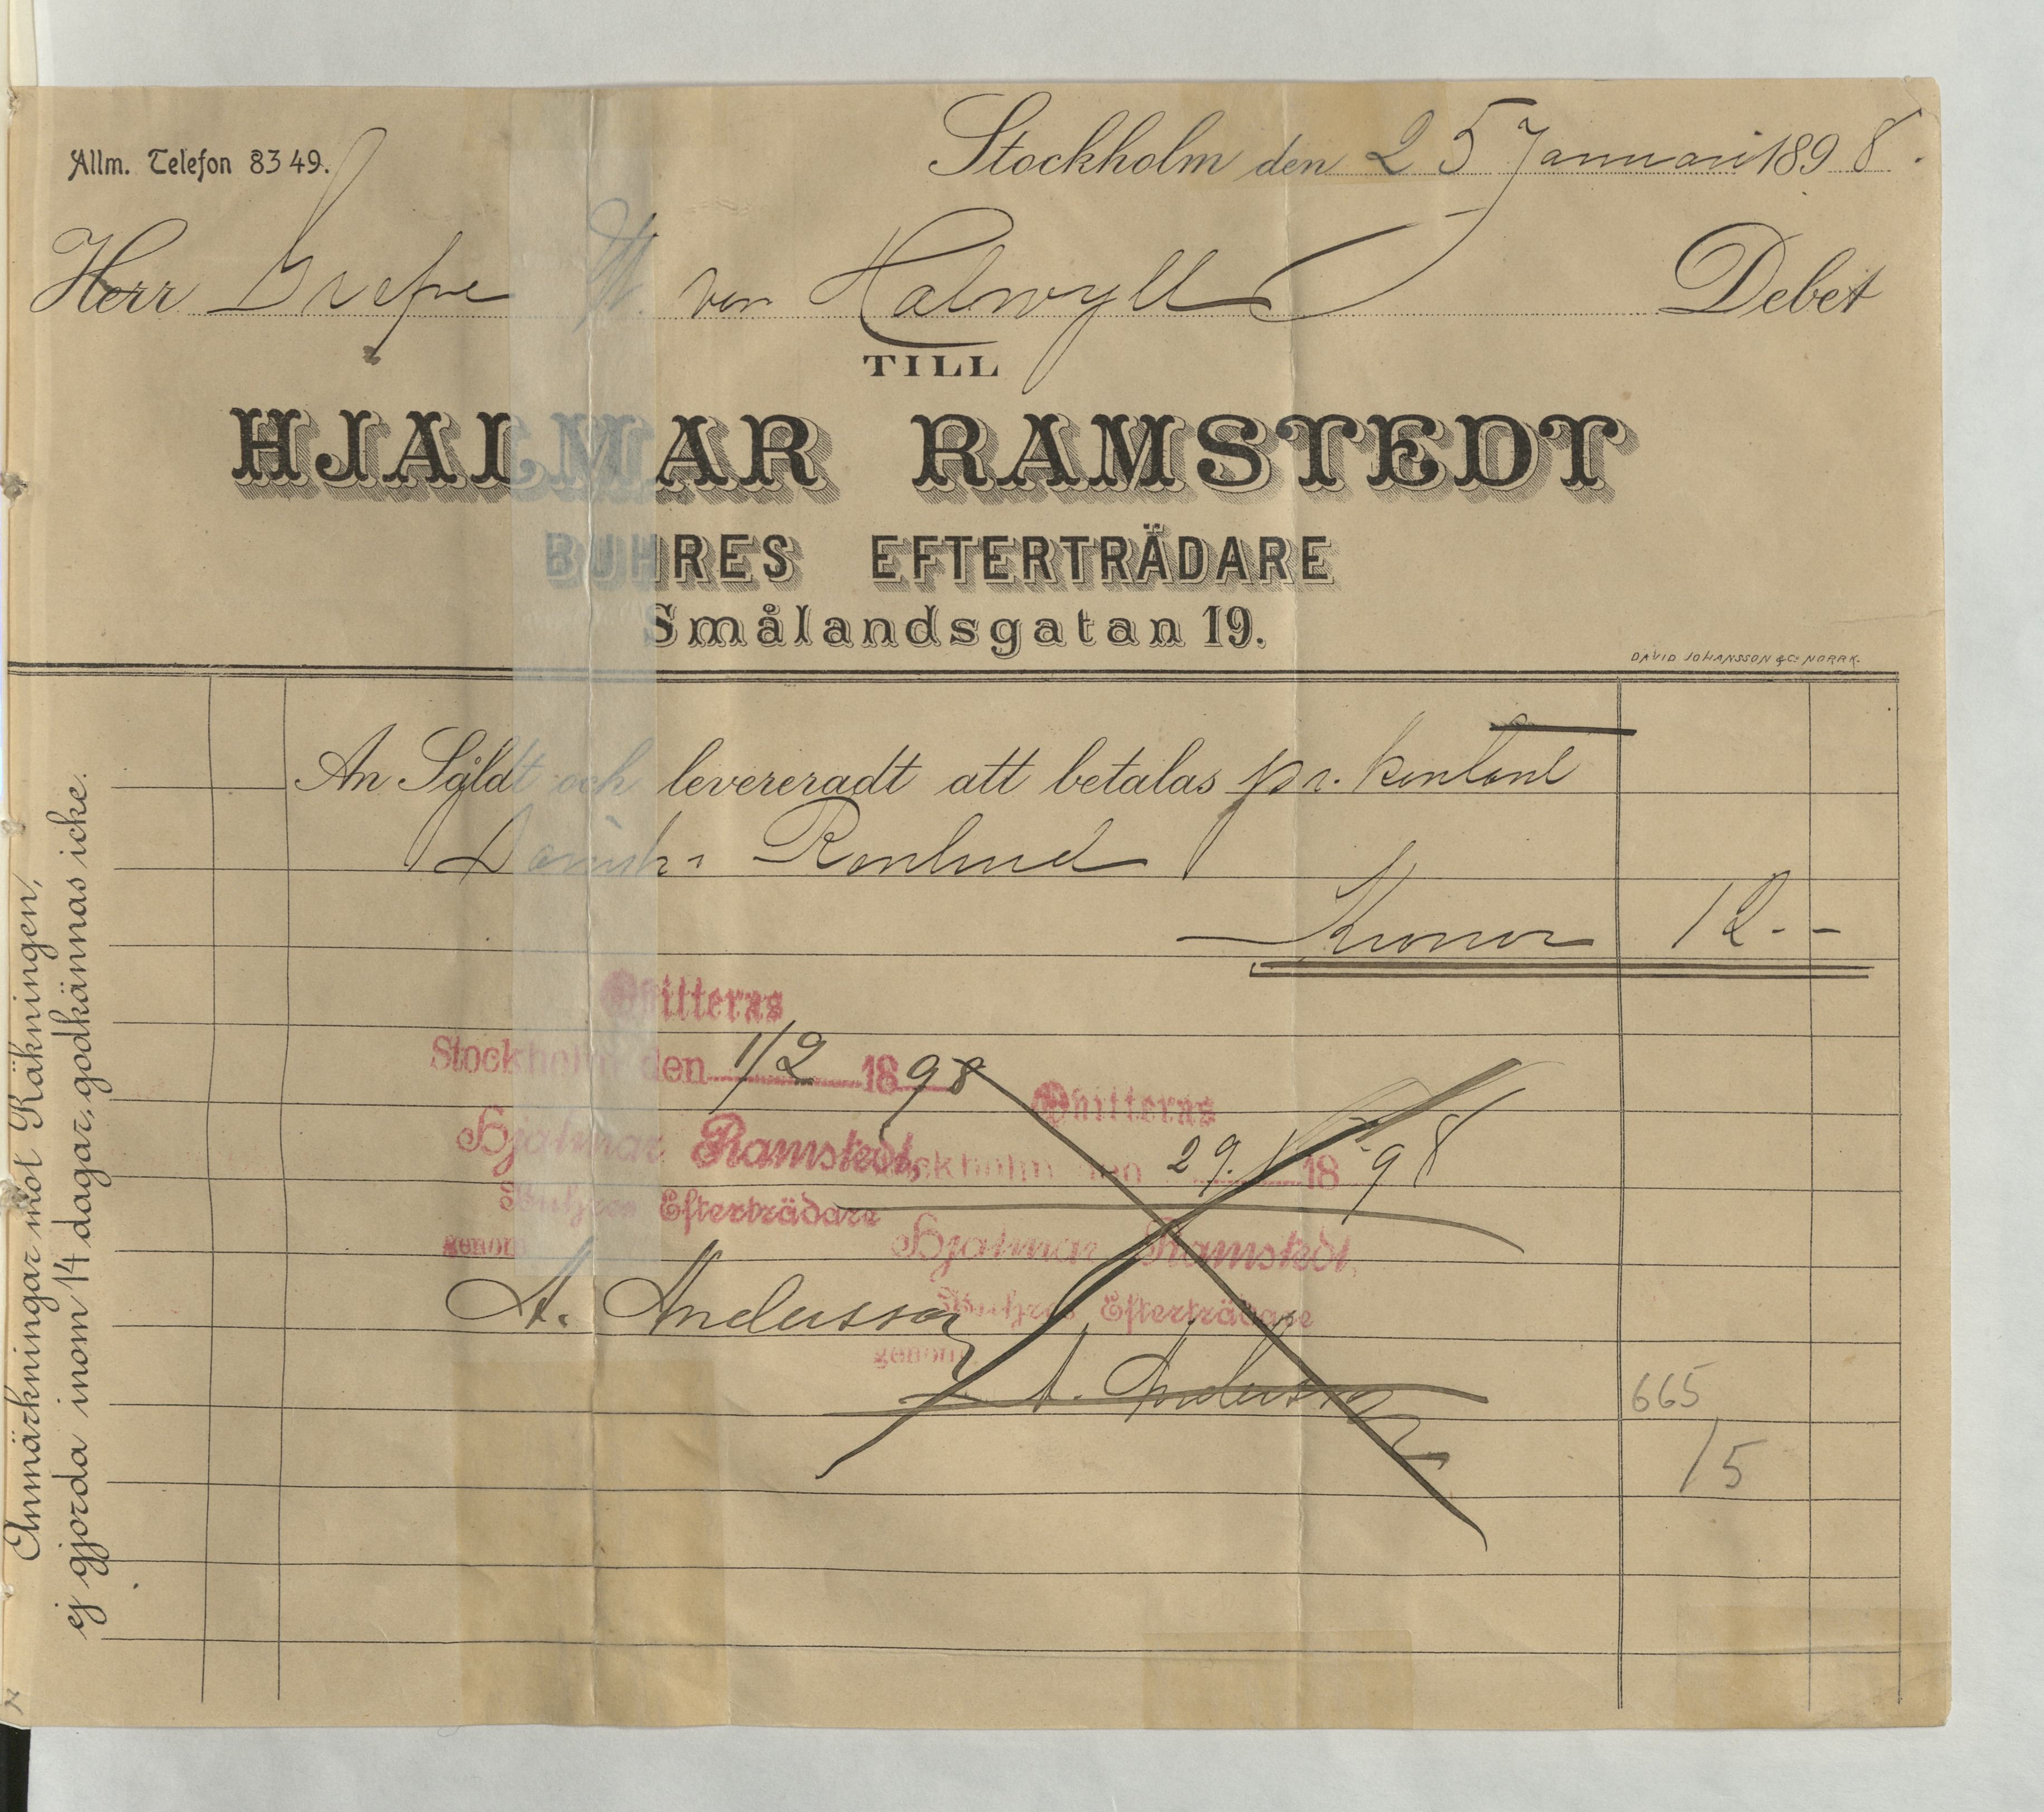 Allm. Telefon 83 49.
Stockholm den 25 Januari 1898.
Herr Grefve W. von Halwyll Debet
TILL
HJALMAR RAMSTEDT
BUHRES EFTERTRÄDARE
Smålandsgatan 19.
DAVID JOHANSSON & Co NORRK.
An Såldt och levereradt att betalas pr. kontant
Kronor 12.-
Qvitteras
Stockholm den 1/2 1898
Hjalmar Ramstedt,
Buhres Efterträdare
genom
A. Andersson
Qvitteras
Stockholm den 29. 1898
Hjalmar Ramstedt,
Buhres Efterträdare
genom
A. Andersson
665
15
Anmärkningar mot Räkningen,
ej gjorda inom 14 dagar, godkännas icke.